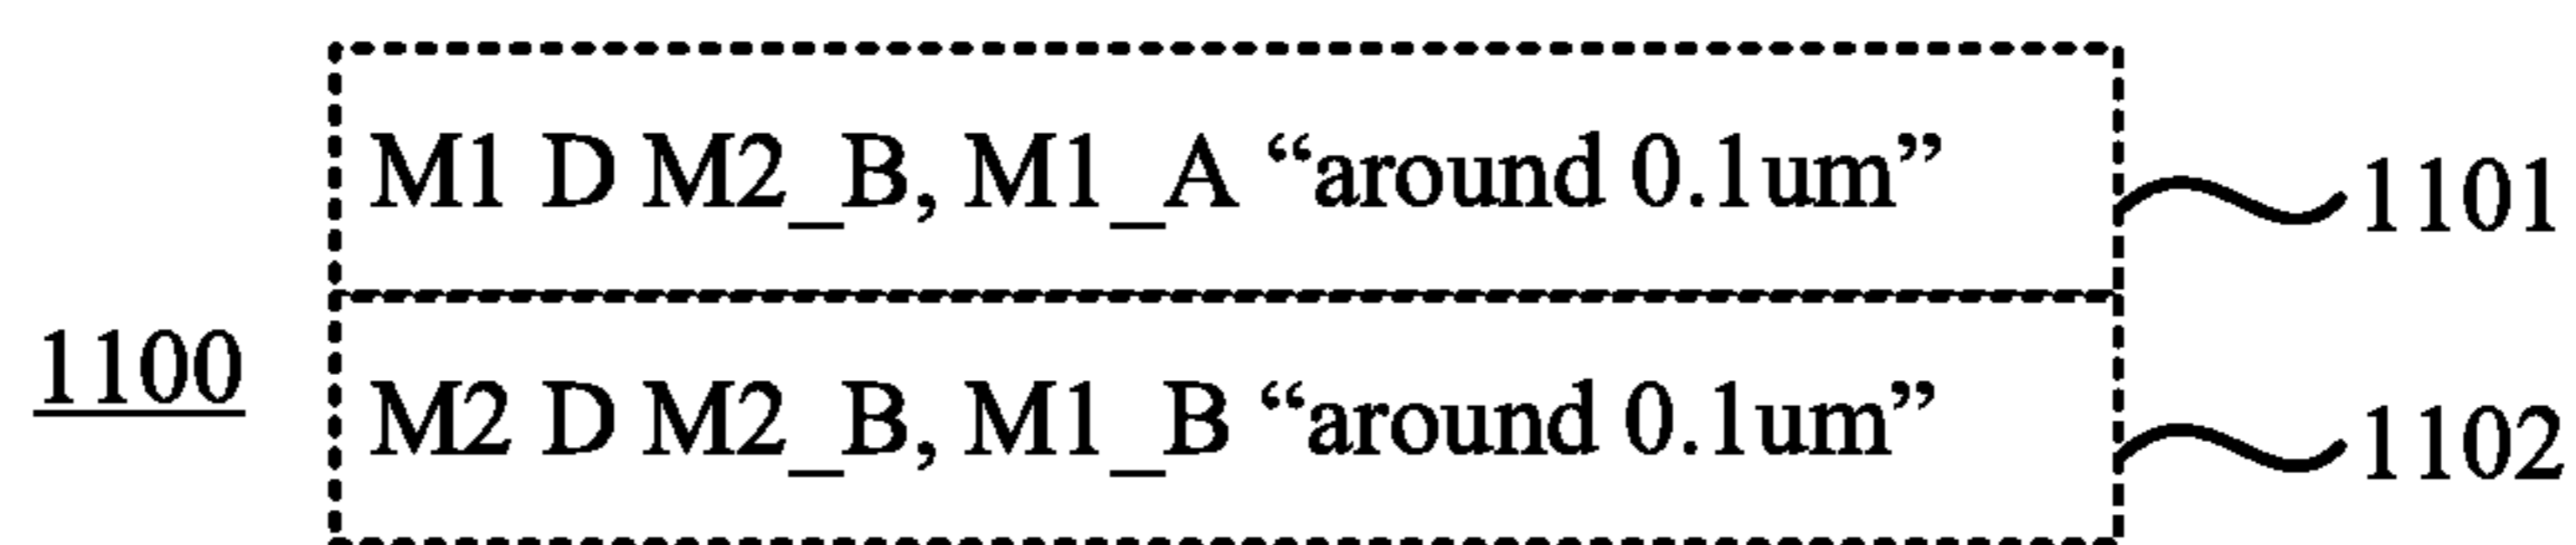 M1 D M2_B, M1_A “around 0.1um” 1101
1100
M2 D M2_B, M1_B “around 0.1um” 1102